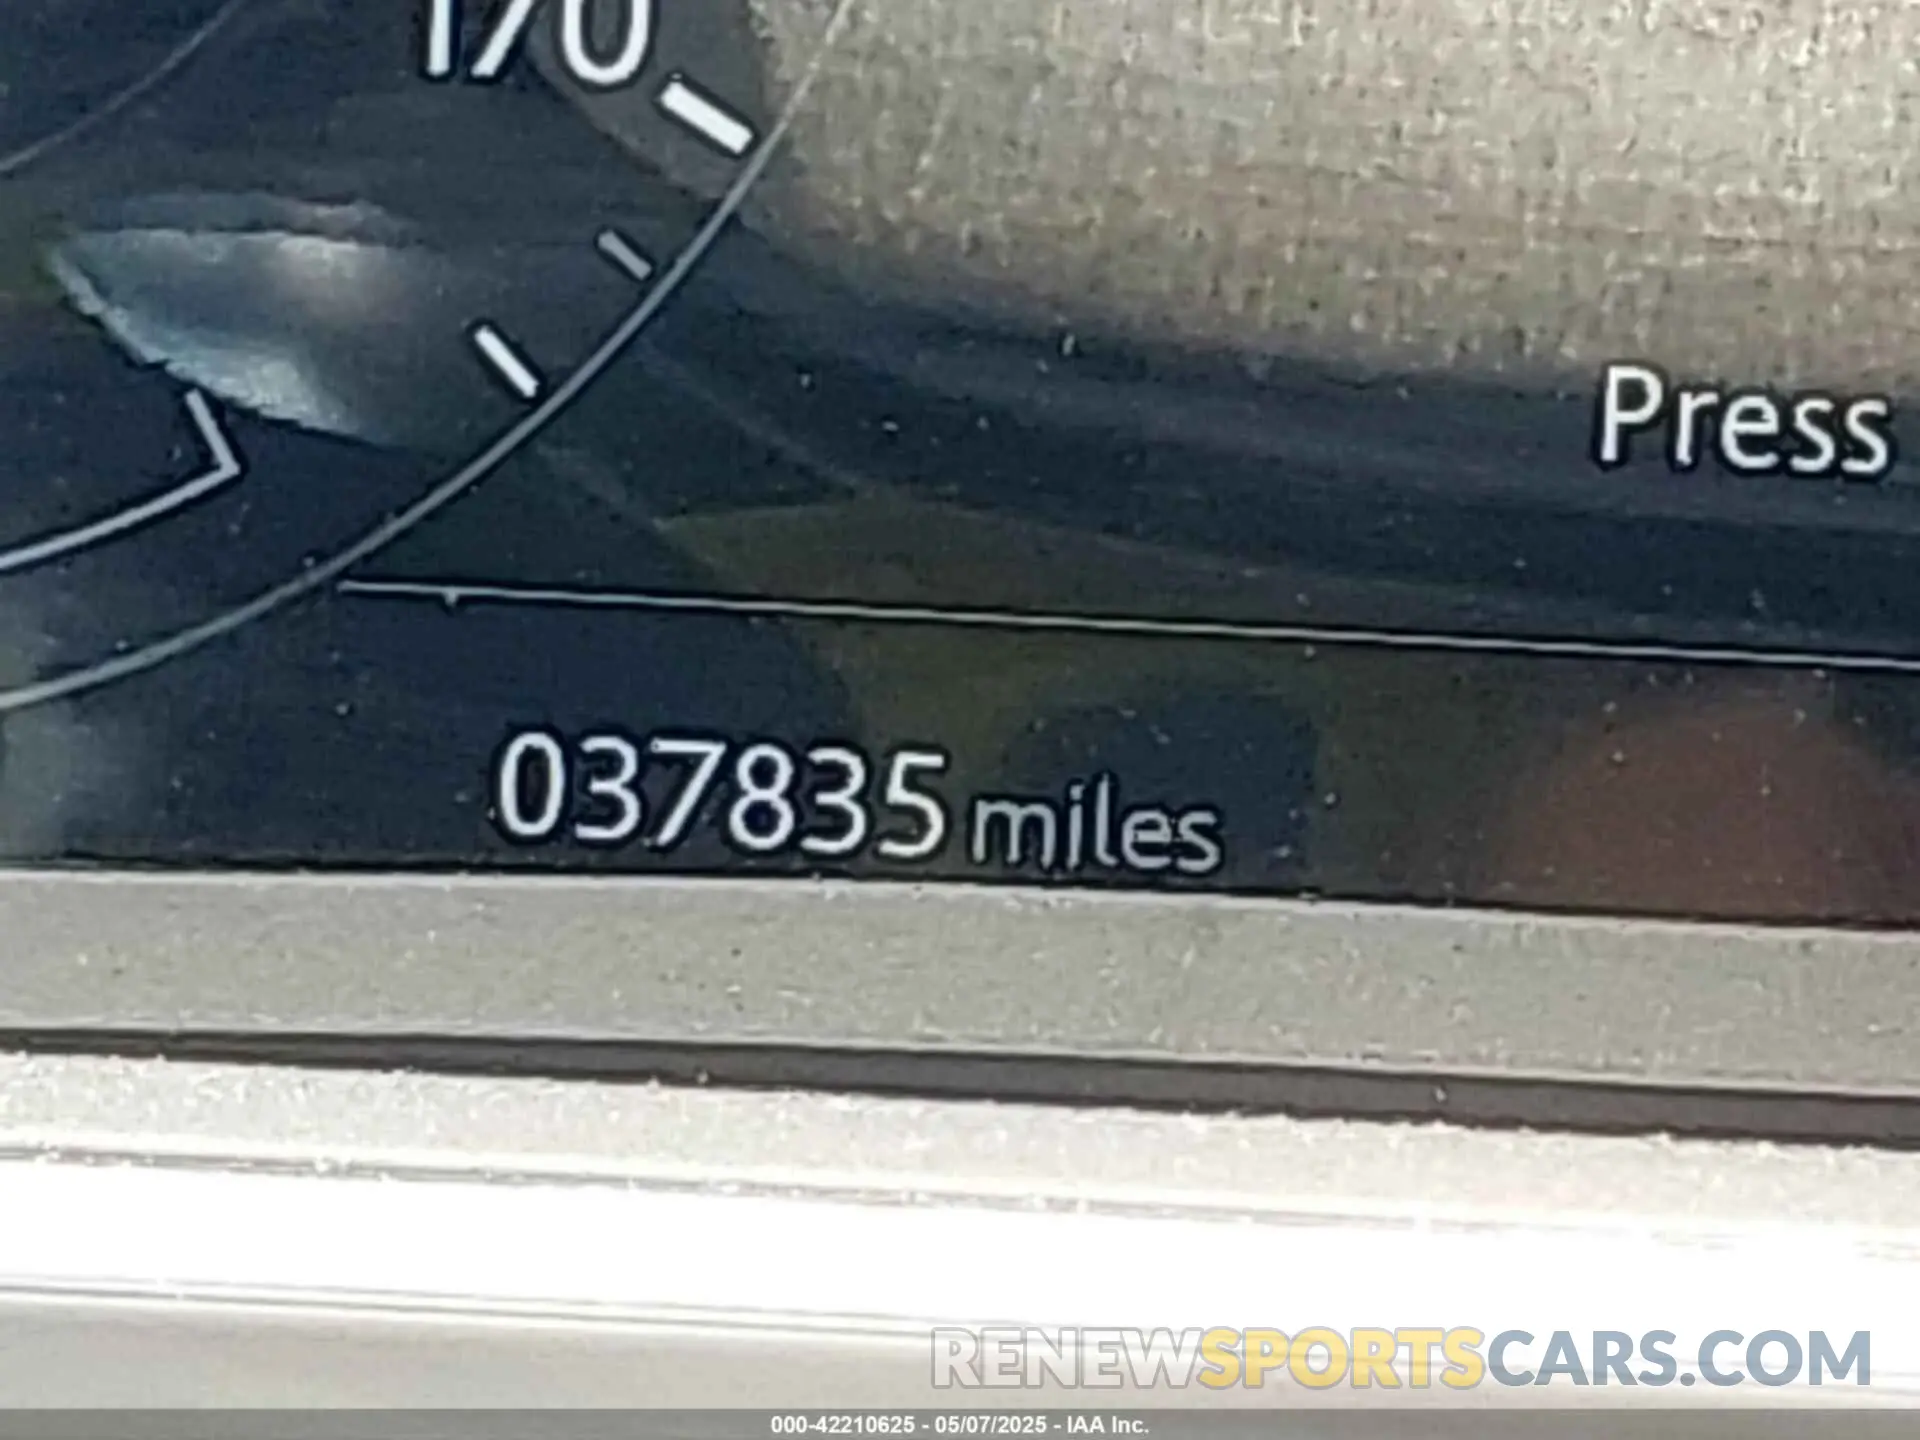 170
Press
037835 miles
RENEWSPORTSCARS.COM
000-42210625 - 05/07/2025 - IAA Inc.